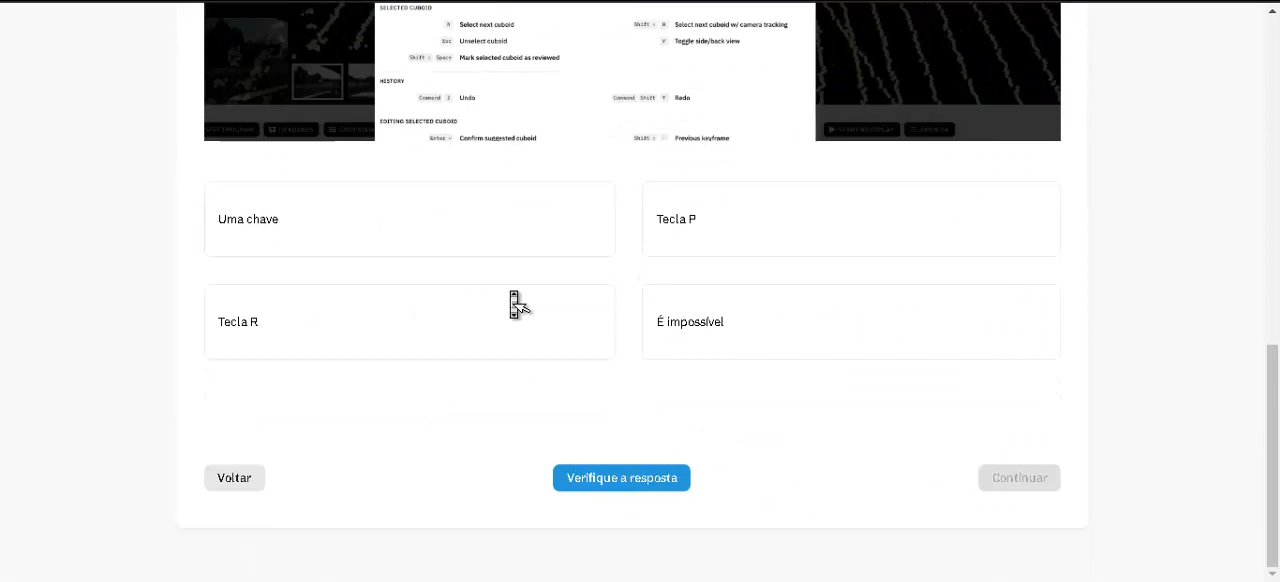 SELECTED CUBOID
N Select next cuboid Shift + N Select next cuboid w/ camera tracking
Esc Unselect cuboid V Toggle side/back view
Shift + Space Mark selected cuboid as reviewed
HISTORY
Command Z Undo Command Shift Redo
EDITING SELECTED CUBOID
Enter Confirm suggested cuboid Shift Previous keyframe
Uma chave Tecla P
Tecla R É impossível
Voltar Verifique a resposta Continuar